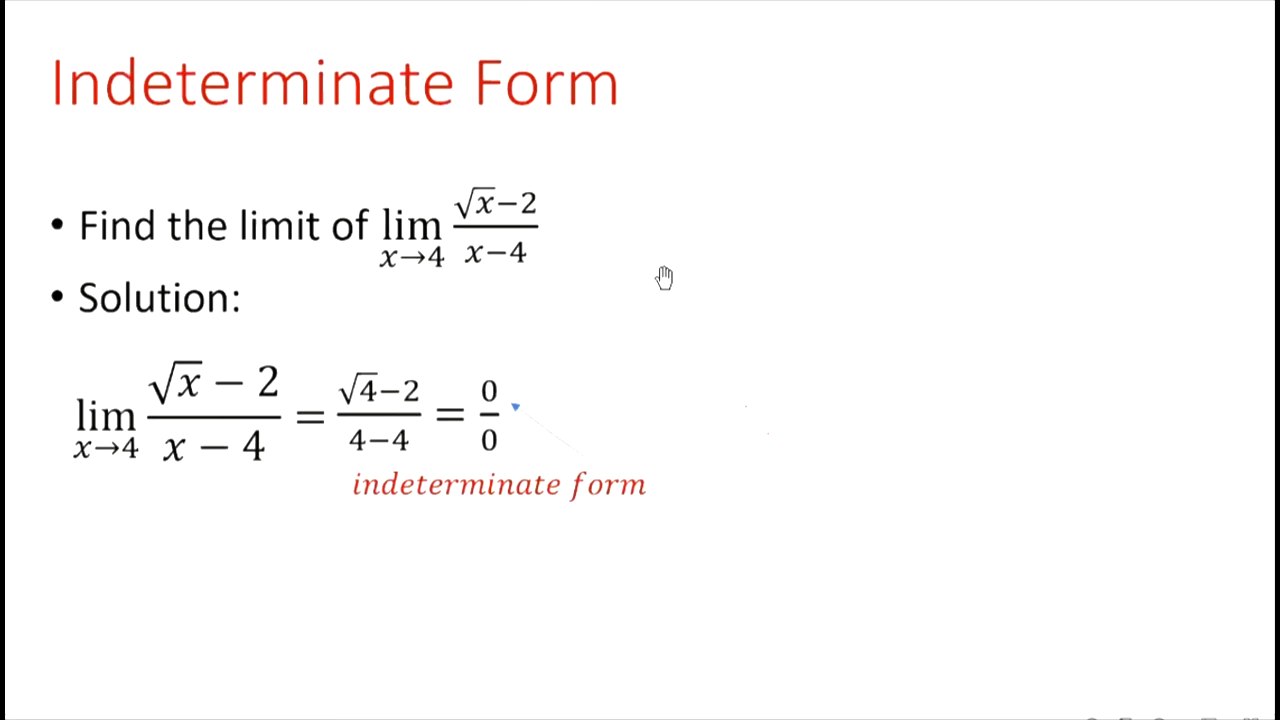 Indeterminate Form
• Find the limit of lim x→4 (√x−2)/(x−4)
• Solution:
lim x→4 (√x − 2)/(x − 4) = (√4−2)/(4−4) = 0/0
indeterminate form